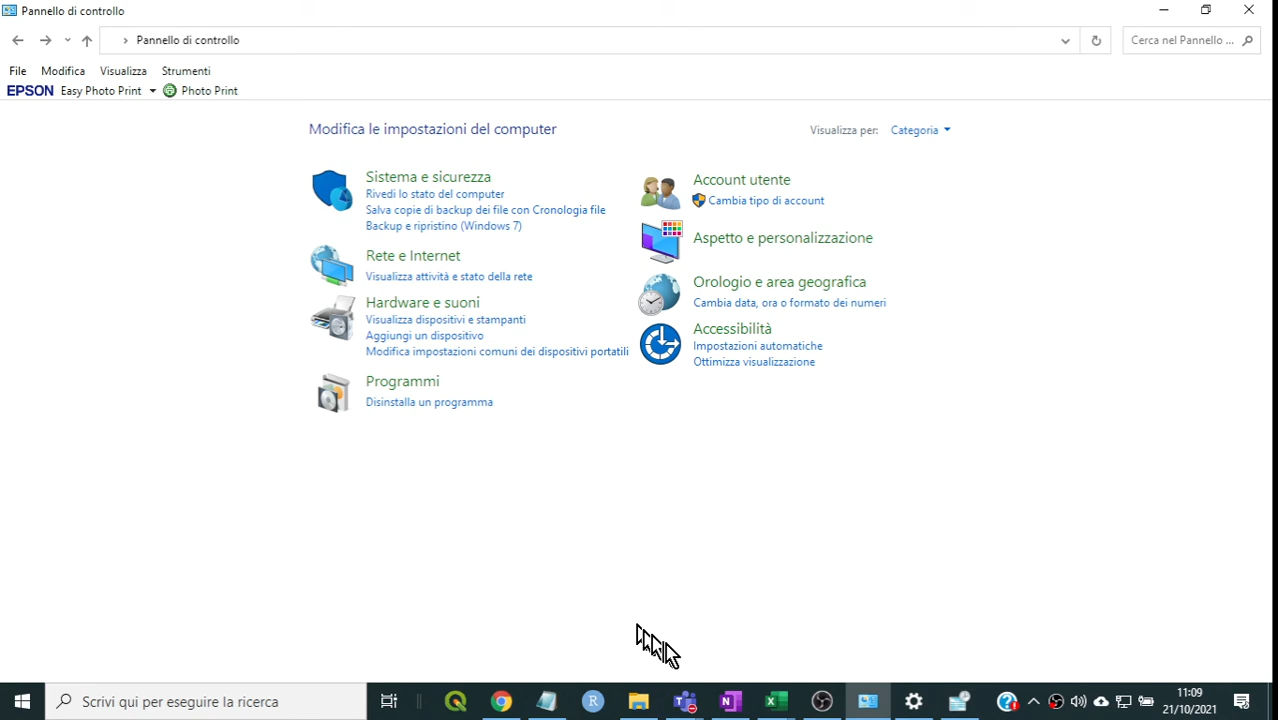 Pannello di controllo
Pannello di controllo
Cerca nel Pannello ...
File Modifica Visualizza Strumenti
EPSON Easy Photo Print Photo Print
Modifica le impostazioni del computer
Visualizza per: Categoria
Sistema e sicurezza
Rivedi lo stato del computer
Salva copie di backup dei file con Cronologia file
Backup e ripristino (Windows 7)
Rete e Internet
Visualizza attività e stato della rete
Hardware e suoni
Visualizza dispositivi e stampanti
Aggiungi un dispositivo
Modifica impostazioni comuni dei dispositivi portatili
Programmi
Disinstalla un programma
Account utente
Cambia tipo di account
Aspetto e personalizzazione
Orologio e area geografica
Cambia data, ora o formato dei numeri
Accessibilità
Impostazioni automatiche
Ottimizza visualizzazione
Scrivi qui per eseguire la ricerca
11:09
21/10/2021